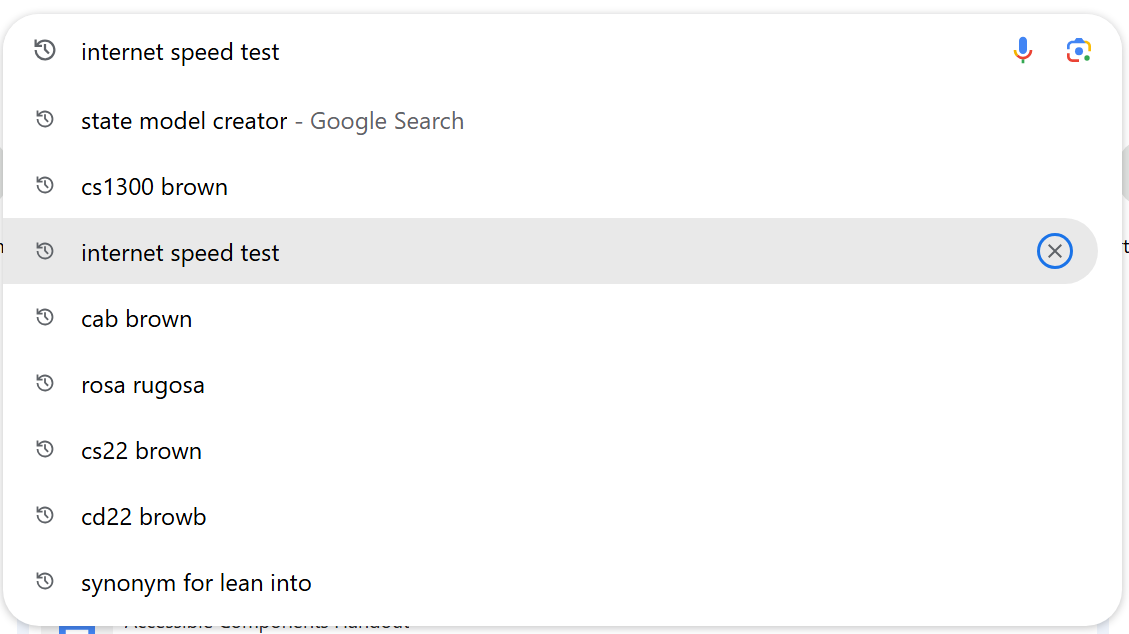 internet speed test
state model creator - Google Search
cs1300 brown
internet speed test
cab brown
rosa rugosa
cs22 brown
cd22 browb
synonym for lean into
Accessible Components Handout